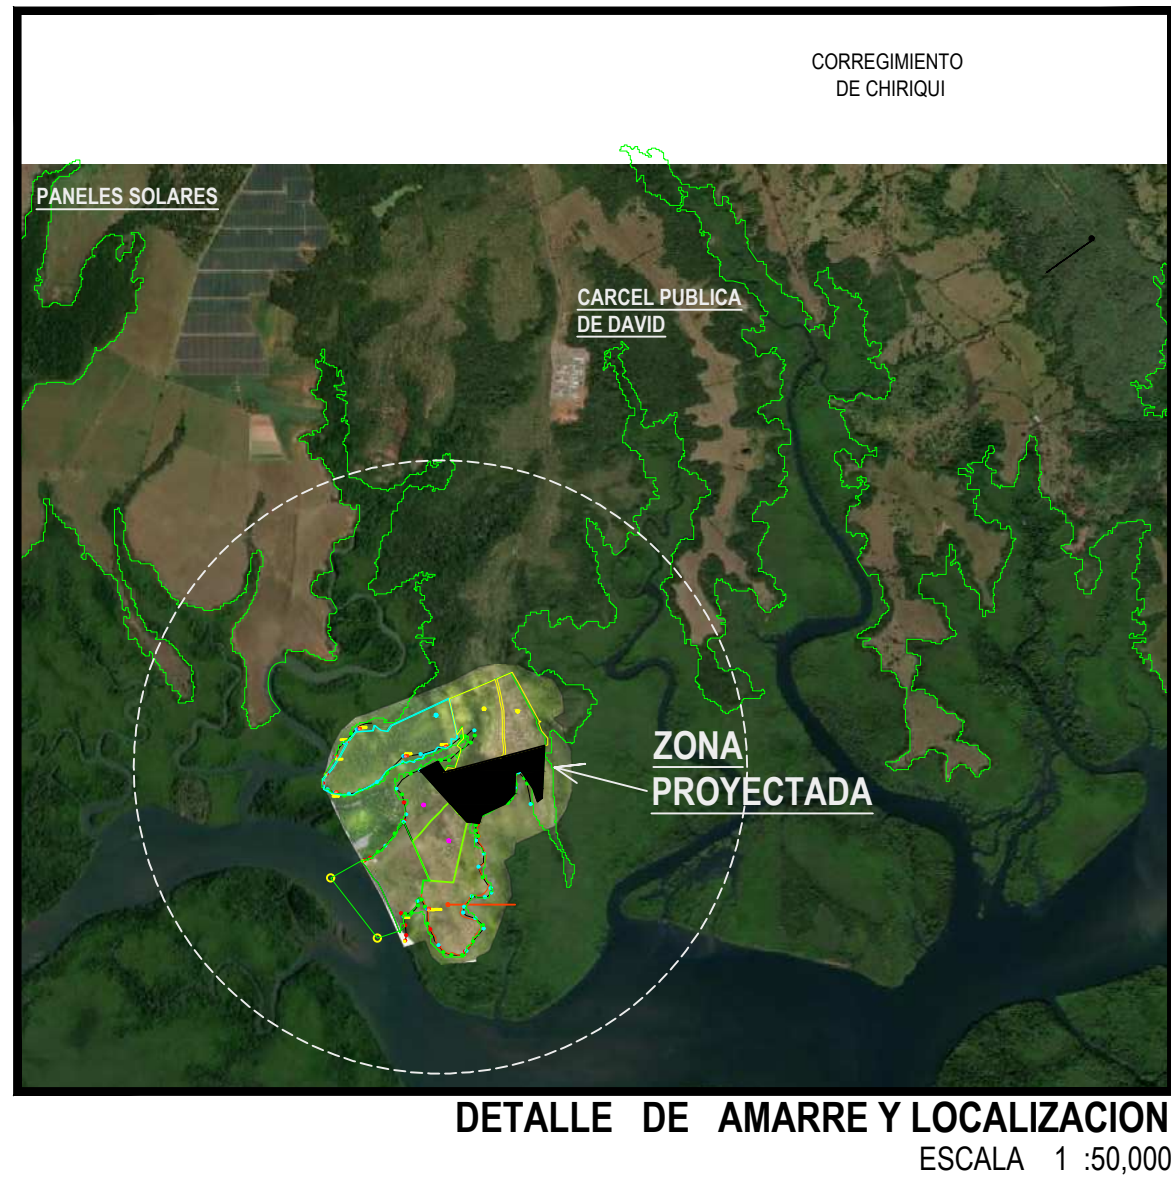 CORREGIMIENTO
DE CHIRIQUI
PANELES SOLARES
CARCEL PUBLICA
DE DAVID
ZONA
PROYECTADA
DETALLE DE AMARRE Y LOCALIZACION
ESCALA 1 :50,000